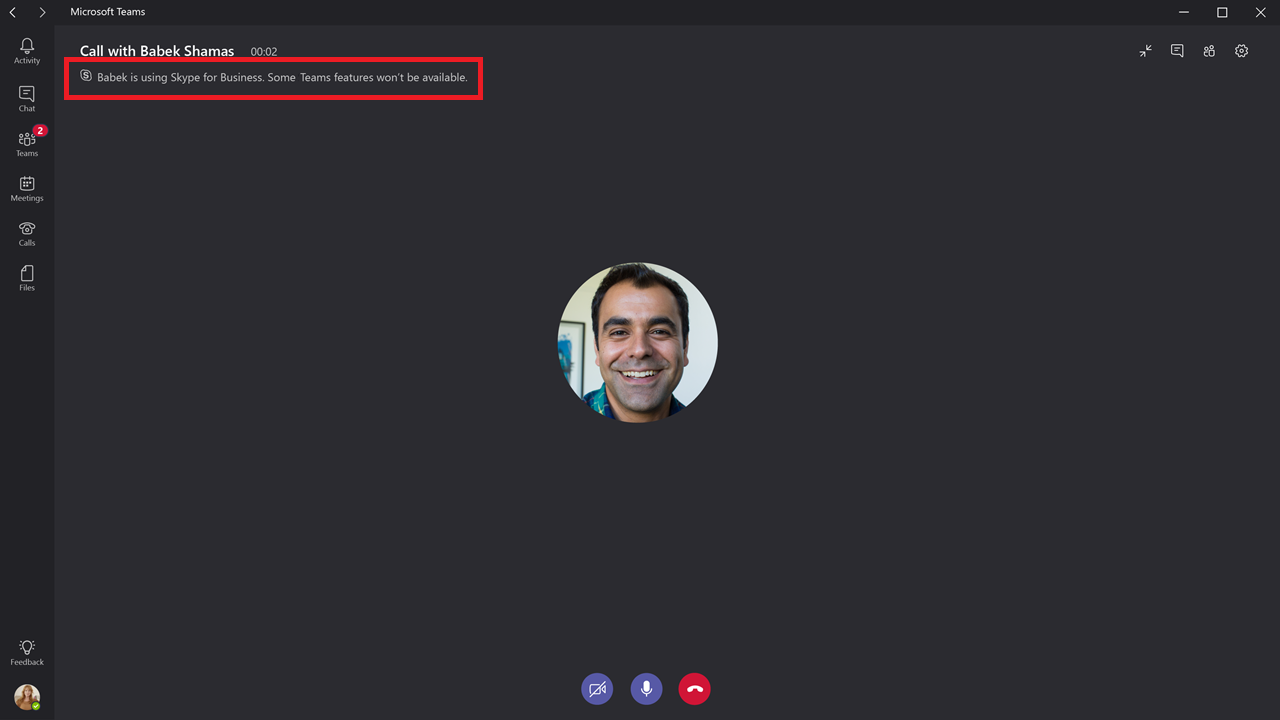 Microsoft Teams
Call with Babek Shamas 00:02
Babek is using Skype for Business. Some Teams features won't be available.
Activity
Chat
2
Teams
Meetings
Calls
Files
Feedback